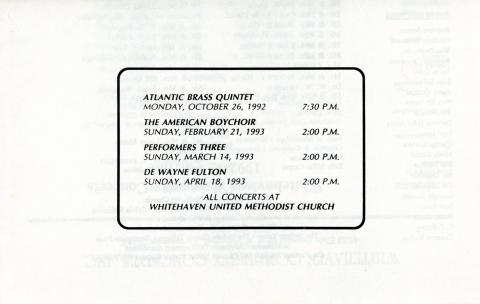 ATLANTIC BRASS QUINTET
MONDAY, OCTOBER 26, 1992 7:30 P.M.
THE AMERICAN BOYCHOIR
SUNDAY, FEBRUARY 21, 1993 2:00 P.M.
PERFORMERS THREE
SUNDAY, MARCH 14, 1993 2:00 P.M.
DE WAYNE FULTON
SUNDAY, APRIL 18, 1993 2:00 P.M.
ALL CONCERTS AT
WHITEHAVEN UNITED METHODIST CHURCH